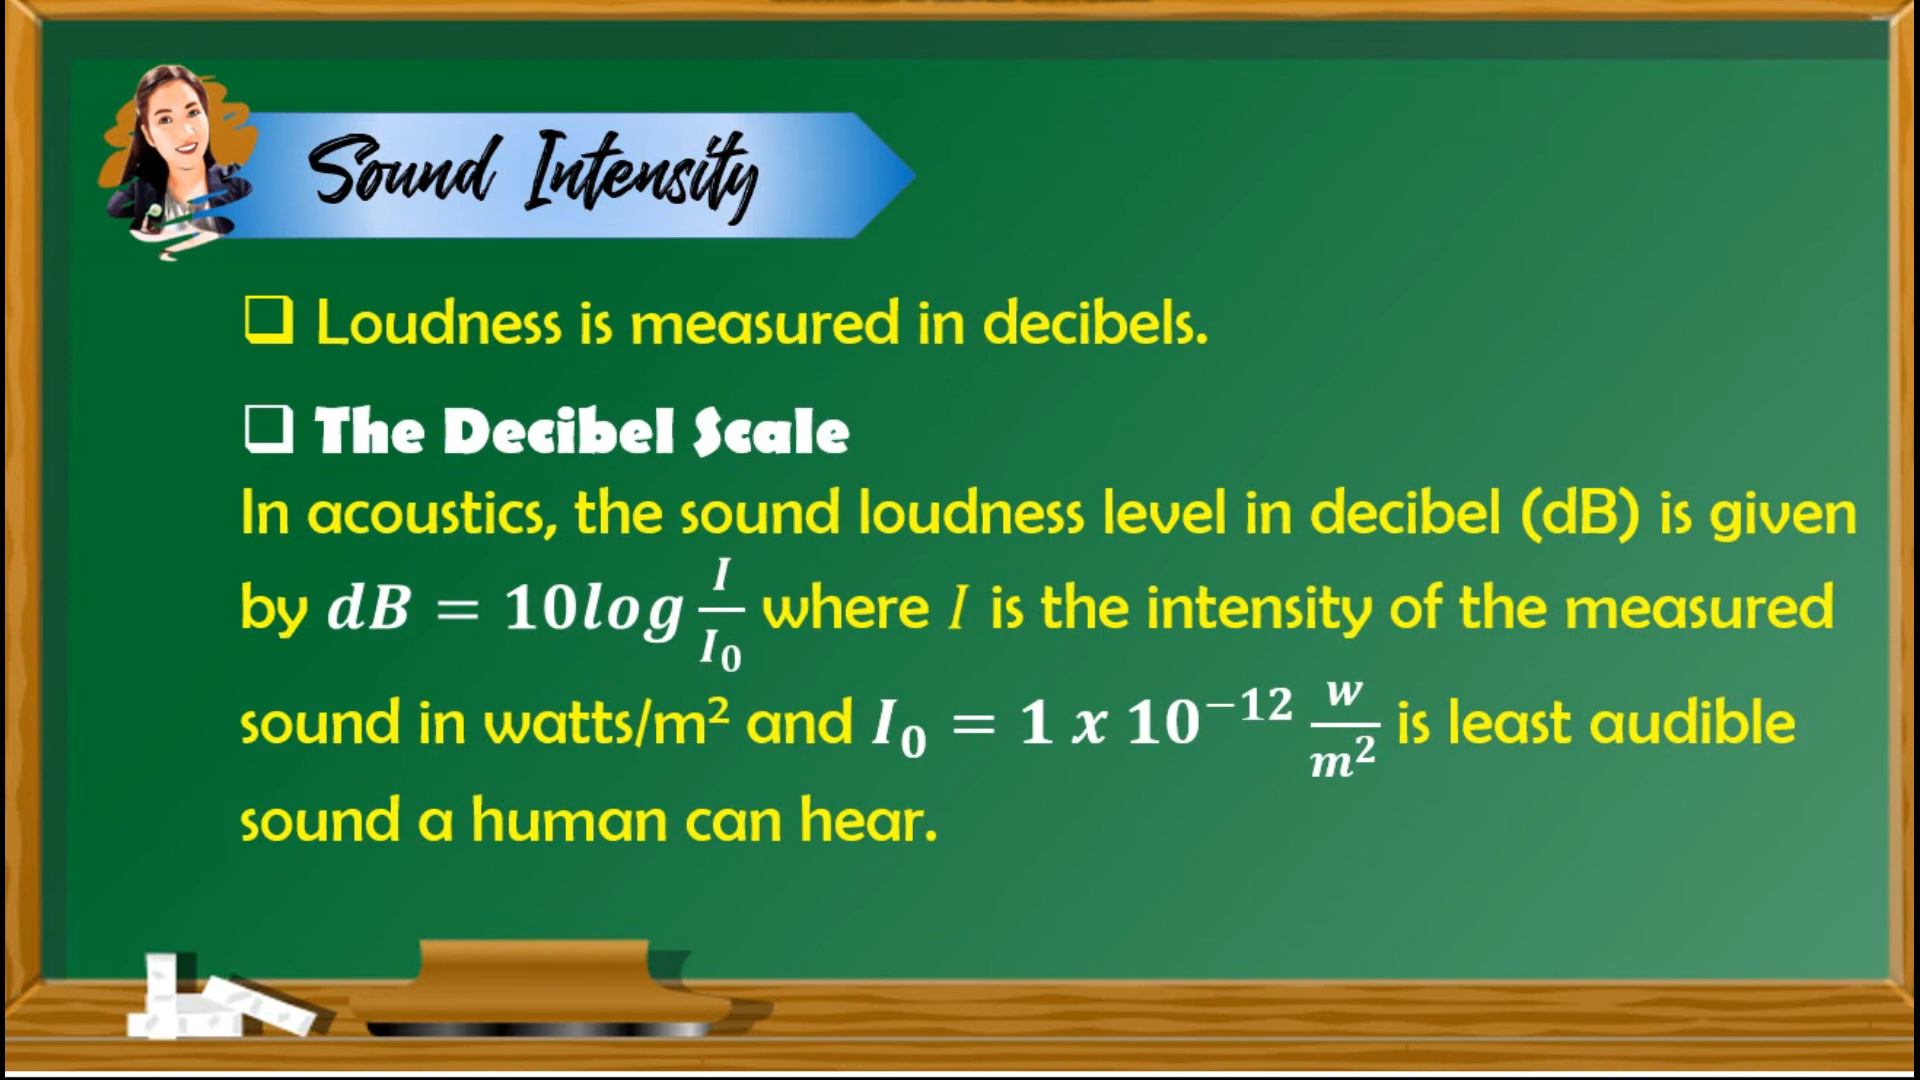 Sound Intensity
❑ Loudness is measured in decibels.
❑ The Decibel Scale
In acoustics, the sound loudness level in decibel (dB) is given
by dB = 10log I/I₀ where I is the intensity of the measured
sound in watts/m² and I₀ = 1 x 10⁻¹² w/m² is least audible
sound a human can hear.